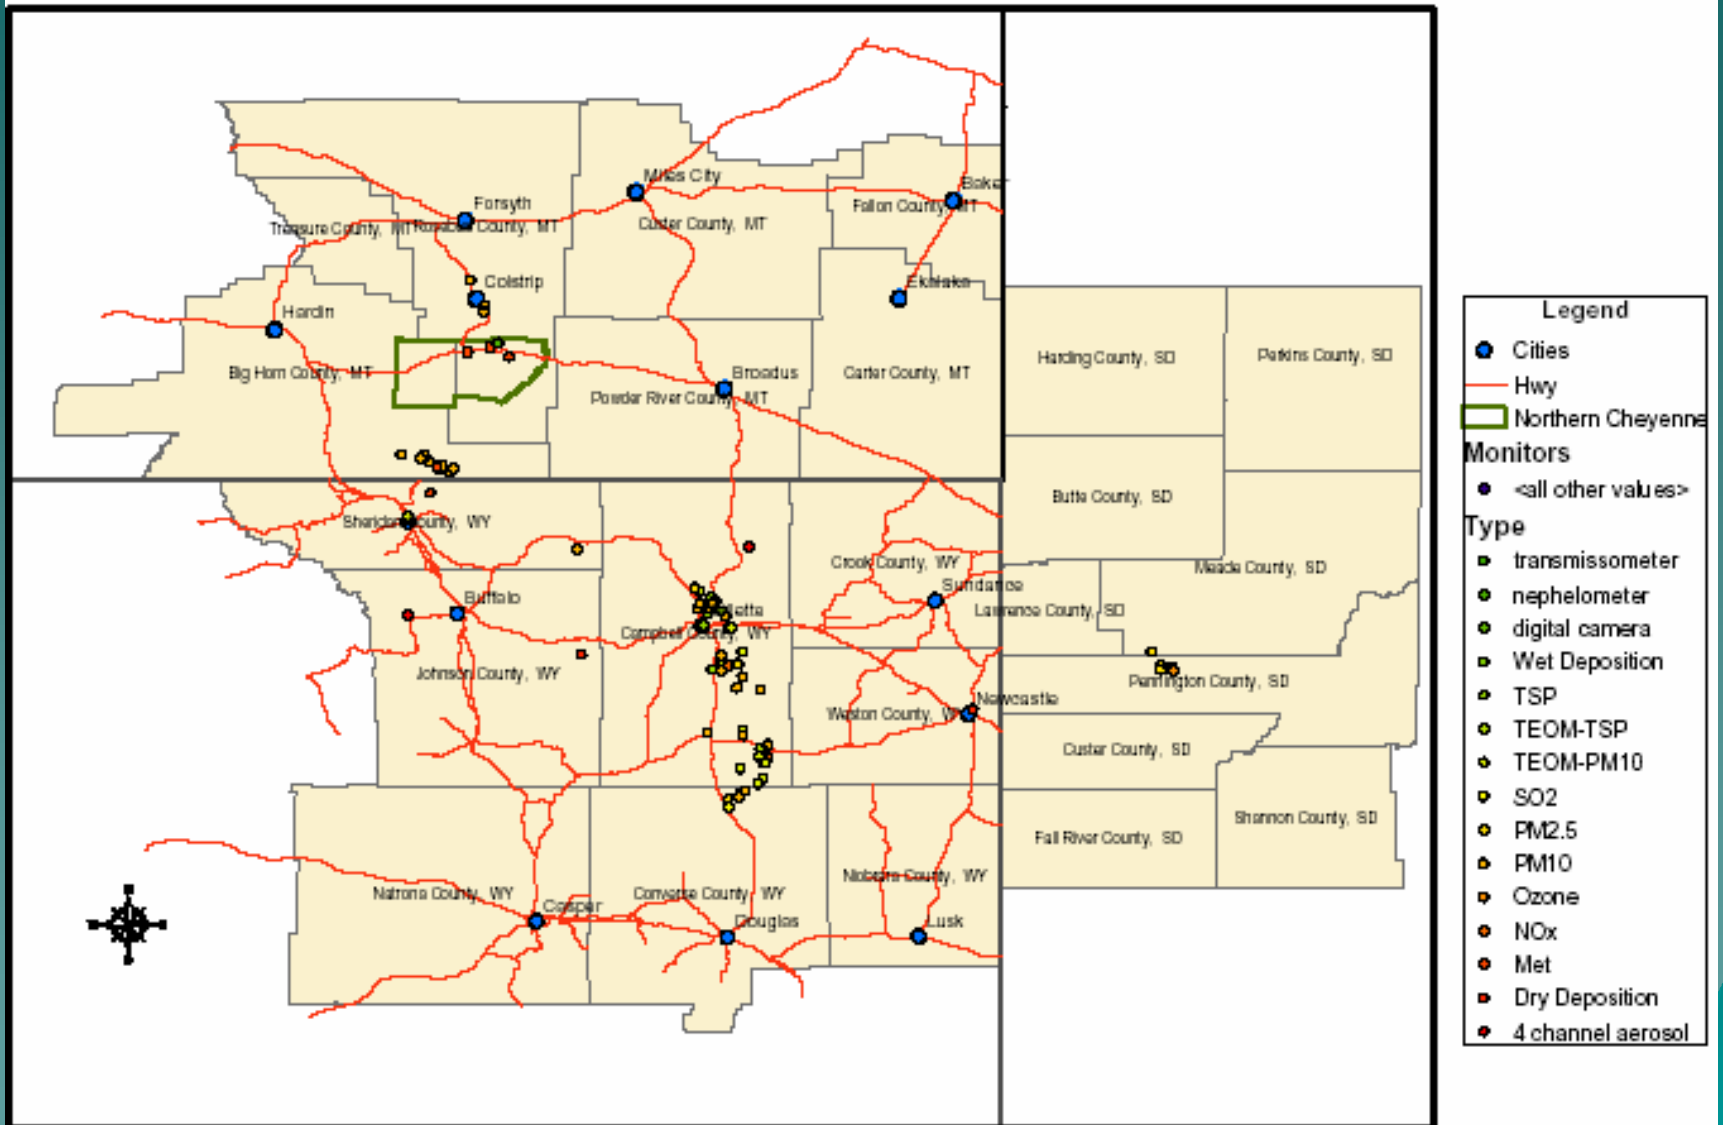 Miles City
Baker
Forsyth
Fallon County, MT
Treasure County, MT
Rosebud County, MT
Custer County, MT
Colstrip
Ekalaka
Hardin
Harding County, SD
Perkins County, SD
Big Horn County, MT
Broadus
Carter County, MT
Powder River County, MT
Butte County, SD
Sheridan County, WY
Crook County, WY
Meade County, SD
Sundance
Buffalo
lette
Lawrence County, SD
Campbell County, WY
Johnson County, WY
Pennington County, SD
Newcastle
Weston County, WY
Custer County, SD
Shannon County, SD
Fall River County, SD
Niobrara County, WY
Natrona County, WY
Converse County, WY
Casper
Douglas
Lusk
Legend
Cities
Hwy
Northern Cheyenne
Monitors
<all other values>
Type
transmissometer
nephelometer
digital camera
Wet Deposition
TSP
TEOM-TSP
TEOM-PM10
SO2
PM2.5
PM10
Ozone
NOx
Met
Dry Deposition
4 channel aerosol